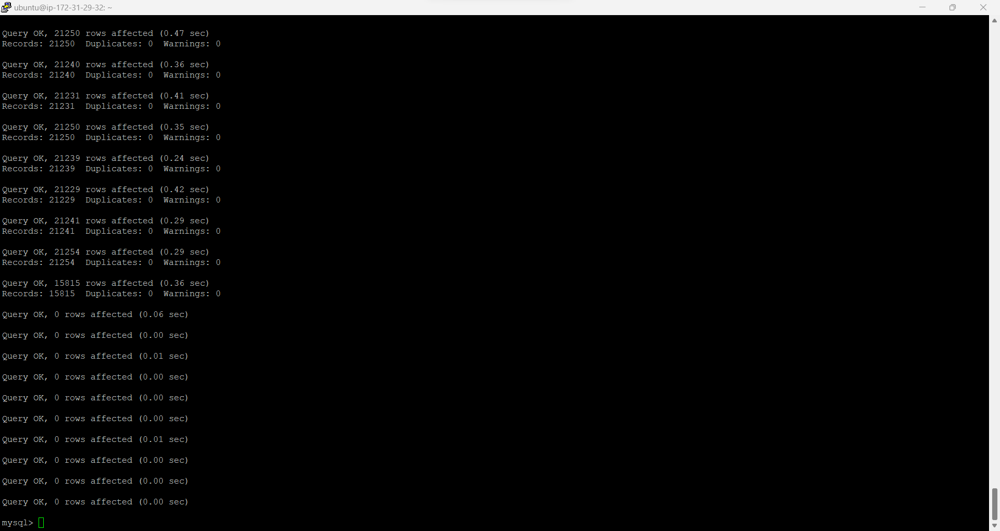 ubuntu@ip-172-31-29-32: ~
Query OK, 21250 rows affected (0.47 sec)
Records: 21250  Duplicates: 0  Warnings: 0
Query OK, 21240 rows affected (0.36 sec)
Records: 21240  Duplicates: 0  Warnings: 0
Query OK, 21231 rows affected (0.41 sec)
Records: 21231  Duplicates: 0  Warnings: 0
Query OK, 21250 rows affected (0.35 sec)
Records: 21250  Duplicates: 0  Warnings: 0
Query OK, 21239 rows affected (0.24 sec)
Records: 21239  Duplicates: 0  Warnings: 0
Query OK, 21229 rows affected (0.42 sec)
Records: 21229  Duplicates: 0  Warnings: 0
Query OK, 21241 rows affected (0.29 sec)
Records: 21241  Duplicates: 0  Warnings: 0
Query OK, 21254 rows affected (0.29 sec)
Records: 21254  Duplicates: 0  Warnings: 0
Query OK, 15815 rows affected (0.36 sec)
Records: 15815  Duplicates: 0  Warnings: 0
Query OK, 0 rows affected (0.06 sec)
Query OK, 0 rows affected (0.00 sec)
Query OK, 0 rows affected (0.01 sec)
Query OK, 0 rows affected (0.00 sec)
Query OK, 0 rows affected (0.00 sec)
Query OK, 0 rows affected (0.00 sec)
Query OK, 0 rows affected (0.01 sec)
Query OK, 0 rows affected (0.00 sec)
Query OK, 0 rows affected (0.00 sec)
Query OK, 0 rows affected (0.00 sec)
mysql>